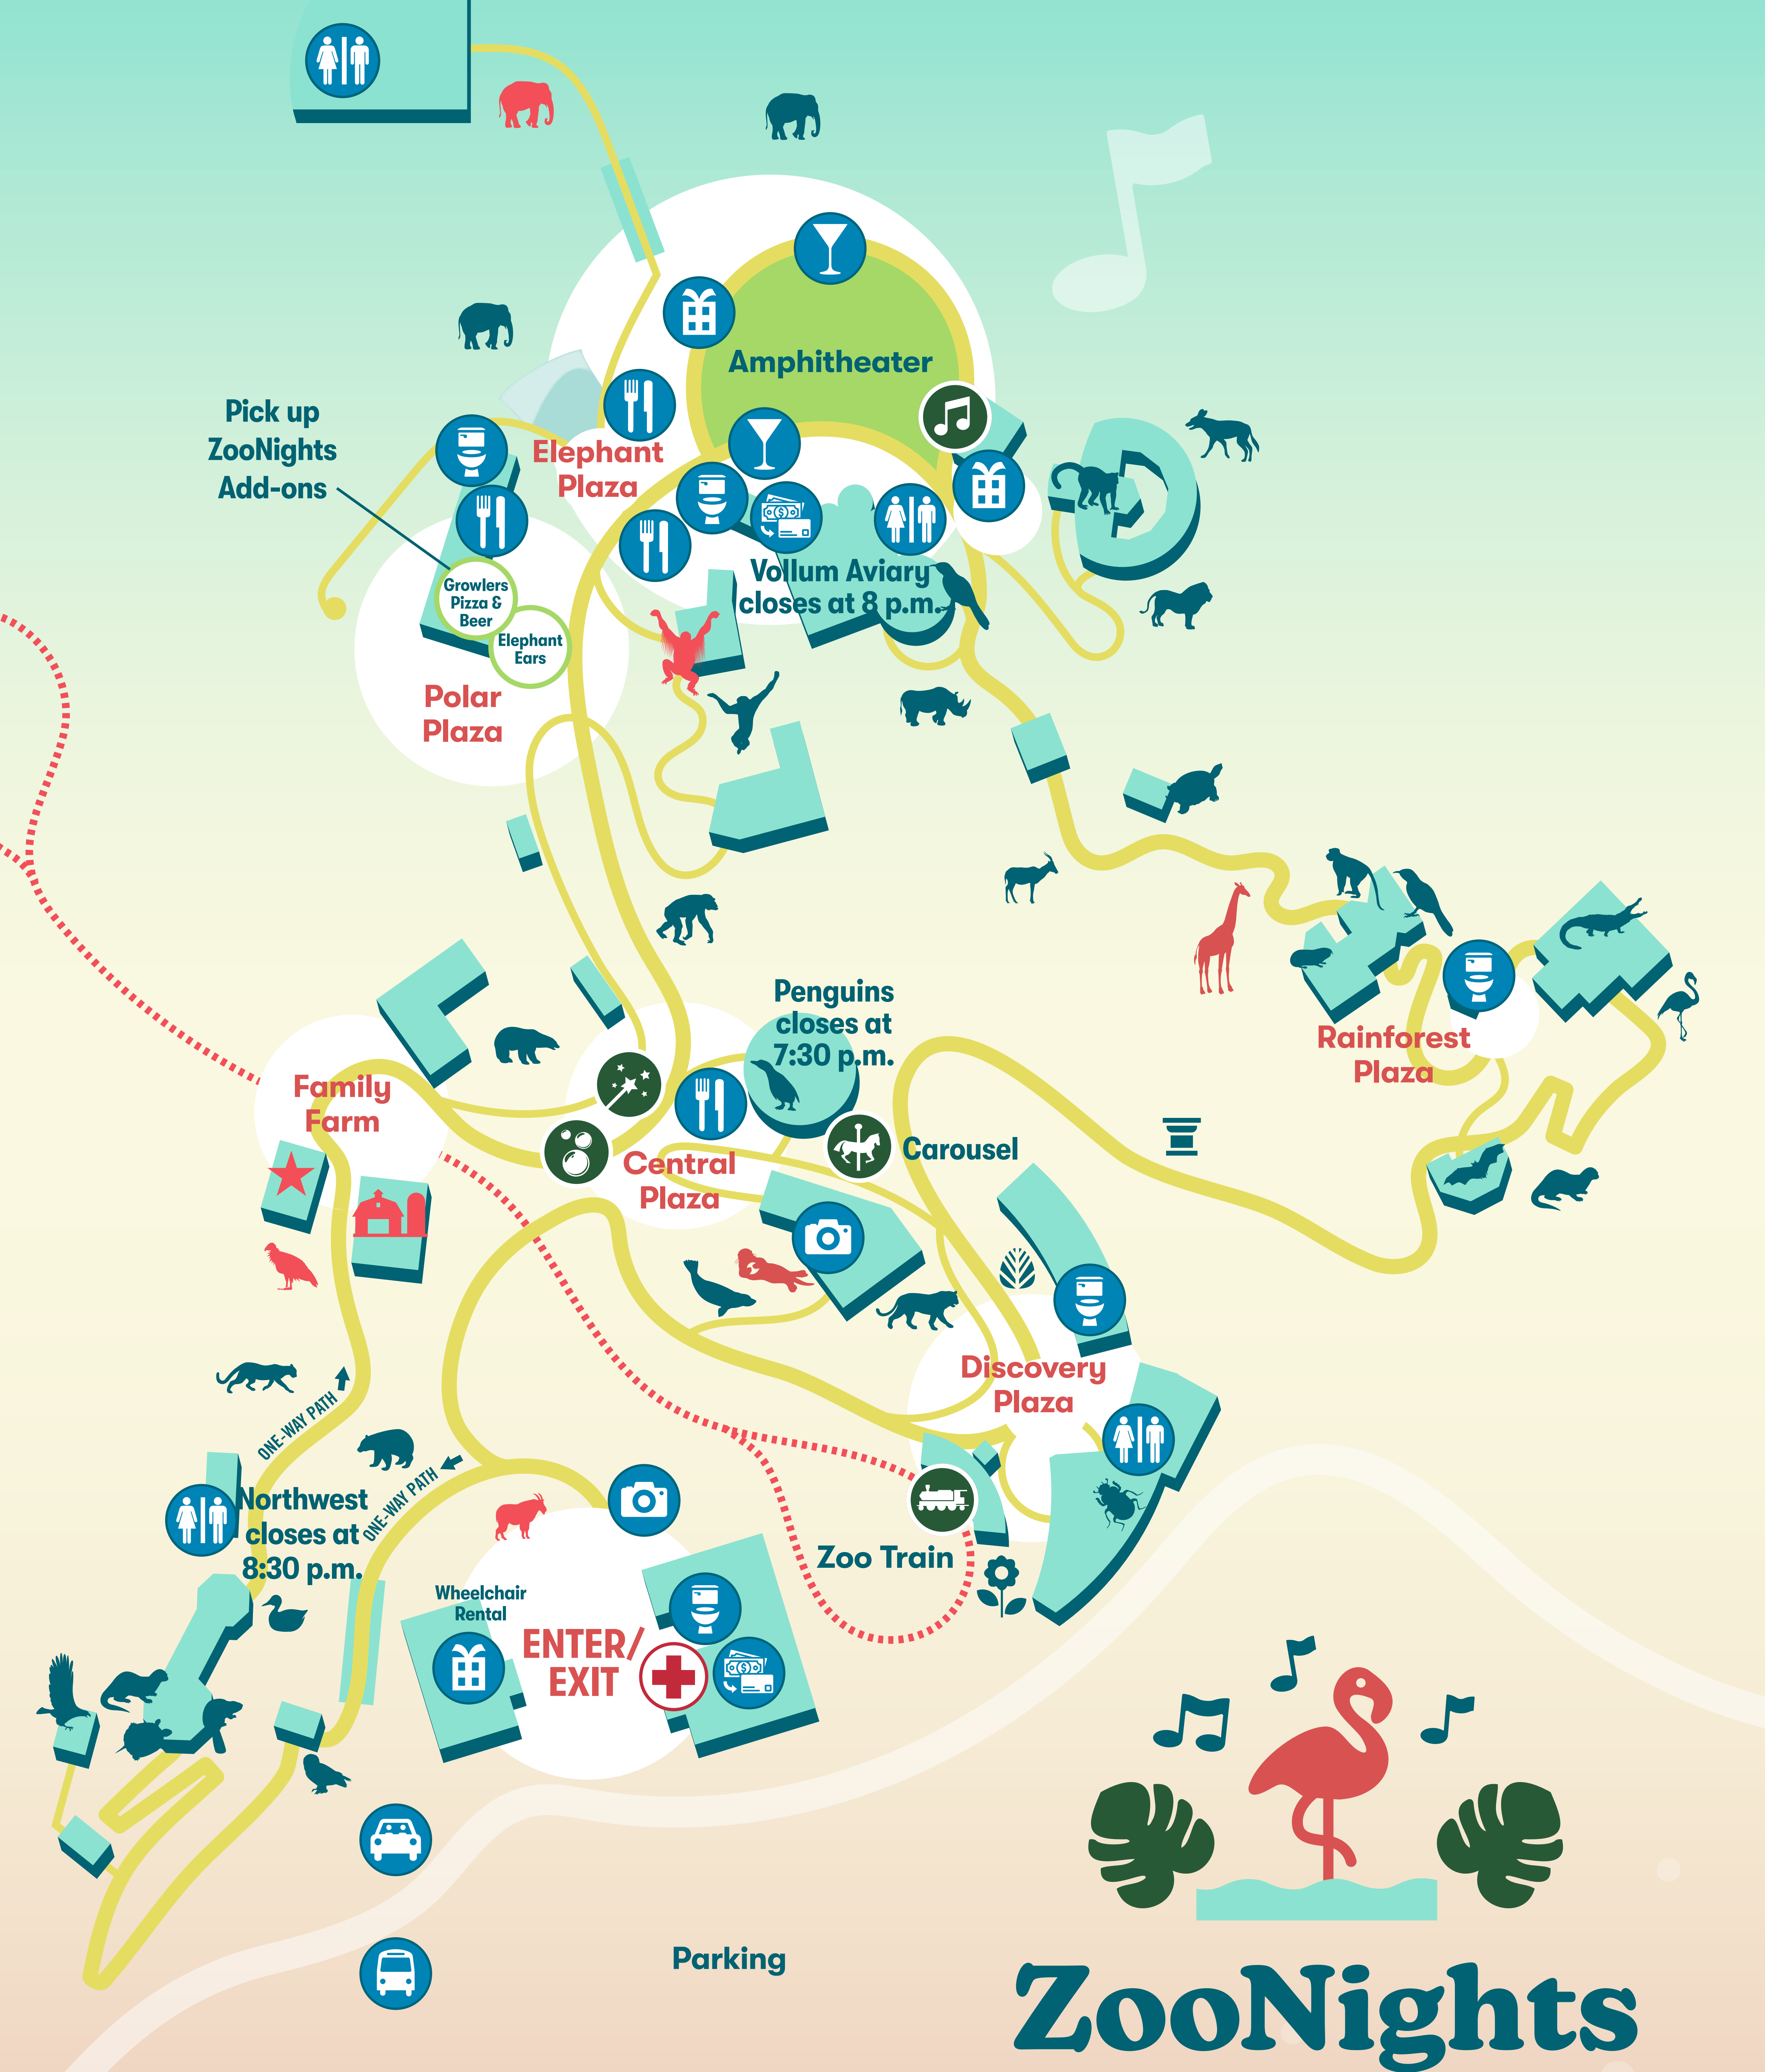 Amphitheater
Pick up
ZooNights
Add-ons
Elephant
Plaza
Vollum Aviary
closes at 8 p.m.
Growlers
Pizza &
Beer
Elephant
Ears
Polar
Plaza
Penguins
closes at
7:30 p.m.
Rainforest
Plaza
Family
Farm
Carousel
Central
Plaza
Discovery
Plaza
ONE-WAY PATH
ONE-WAY PATH
Northwest
closes at
8:30 p.m.
Zoo Train
Wheelchair
Rental
ENTER/
EXIT
Parking
ZooNights